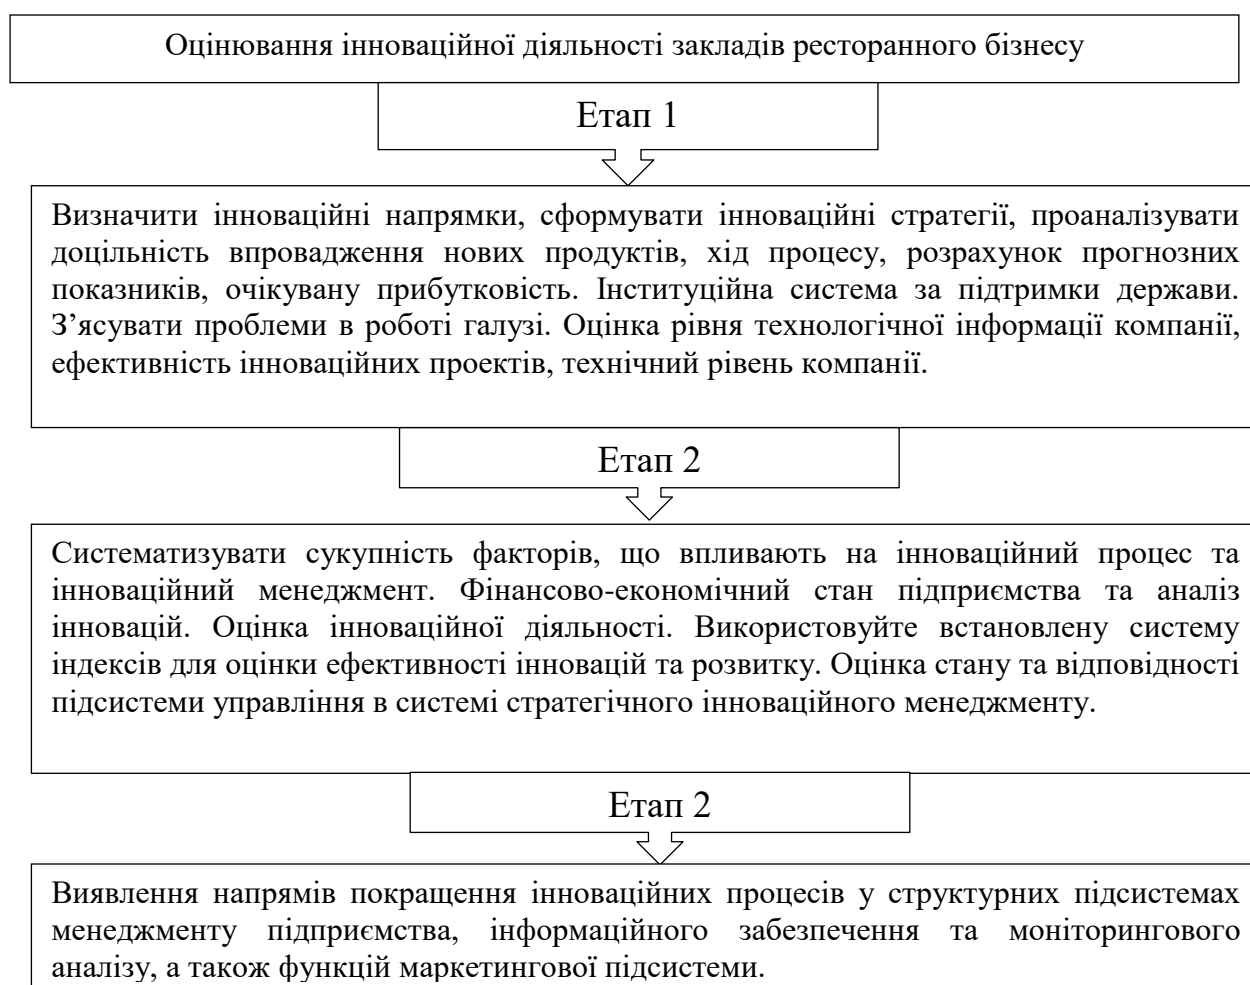 Оцінювання інноваційної діяльності закладів ресторанного бізнесу
Етап 1
Визначити інноваційні напрямки, сформувати інноваційні стратегії, проаналізувати
доцільність впровадження нових продуктів, хід процесу, розрахунок прогнозних
показників, очікувану прибутковість. Інституційна система за підтримки держави.
З’ясувати проблеми в роботі галузі. Оцінка рівня технологічної інформації компанії,
ефективність інноваційних проектів, технічний рівень компанії.
Етап 2
Систематизувати сукупність факторів, що впливають на інноваційний процес та
інноваційний менеджмент. Фінансово-економічний стан підприємства та аналіз
інновацій. Оцінка інноваційної діяльності. Використовуйте встановлену систему
індексів для оцінки ефективності інновацій та розвитку. Оцінка стану та відповідності
підсистеми управління в системі стратегічного інноваційного менеджменту.
Етап 2
Виявлення напрямів покращення інноваційних процесів у структурних підсистемах
менеджменту підприємства, інформаційного забезпечення та моніторингового
аналізу, а також функцій маркетингової підсистеми.